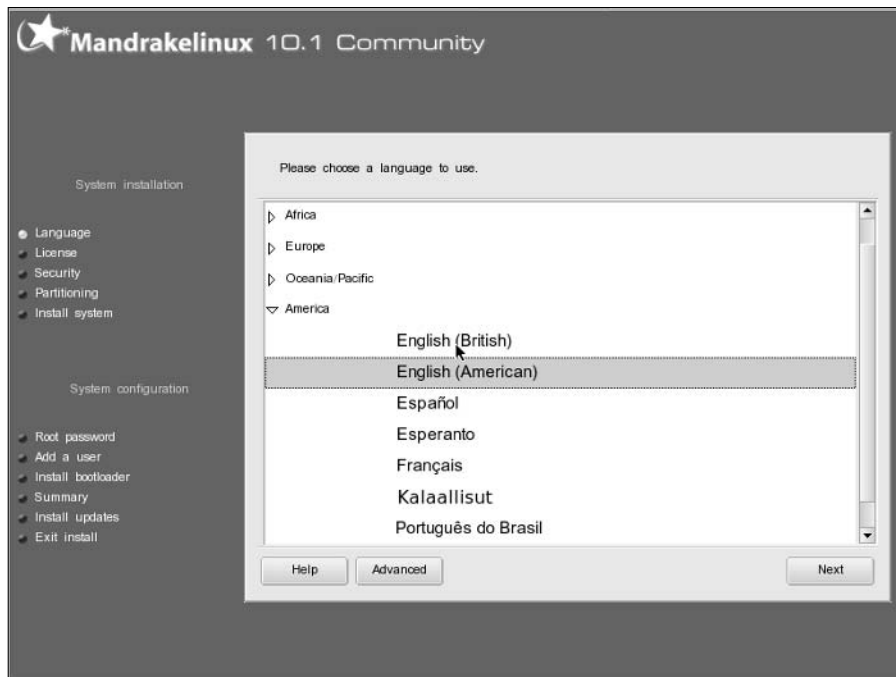 Mandrakelinux 10.1 Community
System installation
Language
License
Security
Partitioning
Install system
System configuration
Root password
Add a user
Install bootloader
Summary
Install updates
Exit install
Please choose a language to use.
Africa
Europe
Oceania/Pacific
America
English (British)
English (American)
Español
Esperanto
Français
Kalaallisut
Português do Brasil
Help
Advanced
Next